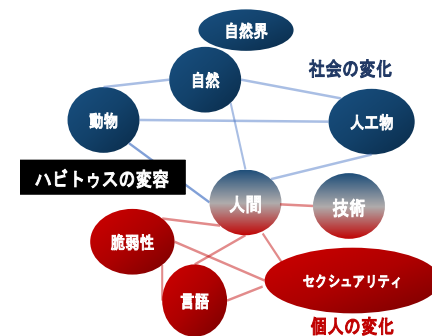 自然界
自然
社会の変化
動物
人工物
ハビトゥスの変容
人間
技術
脆弱性
セクシュアリティ
言語
個人の変化